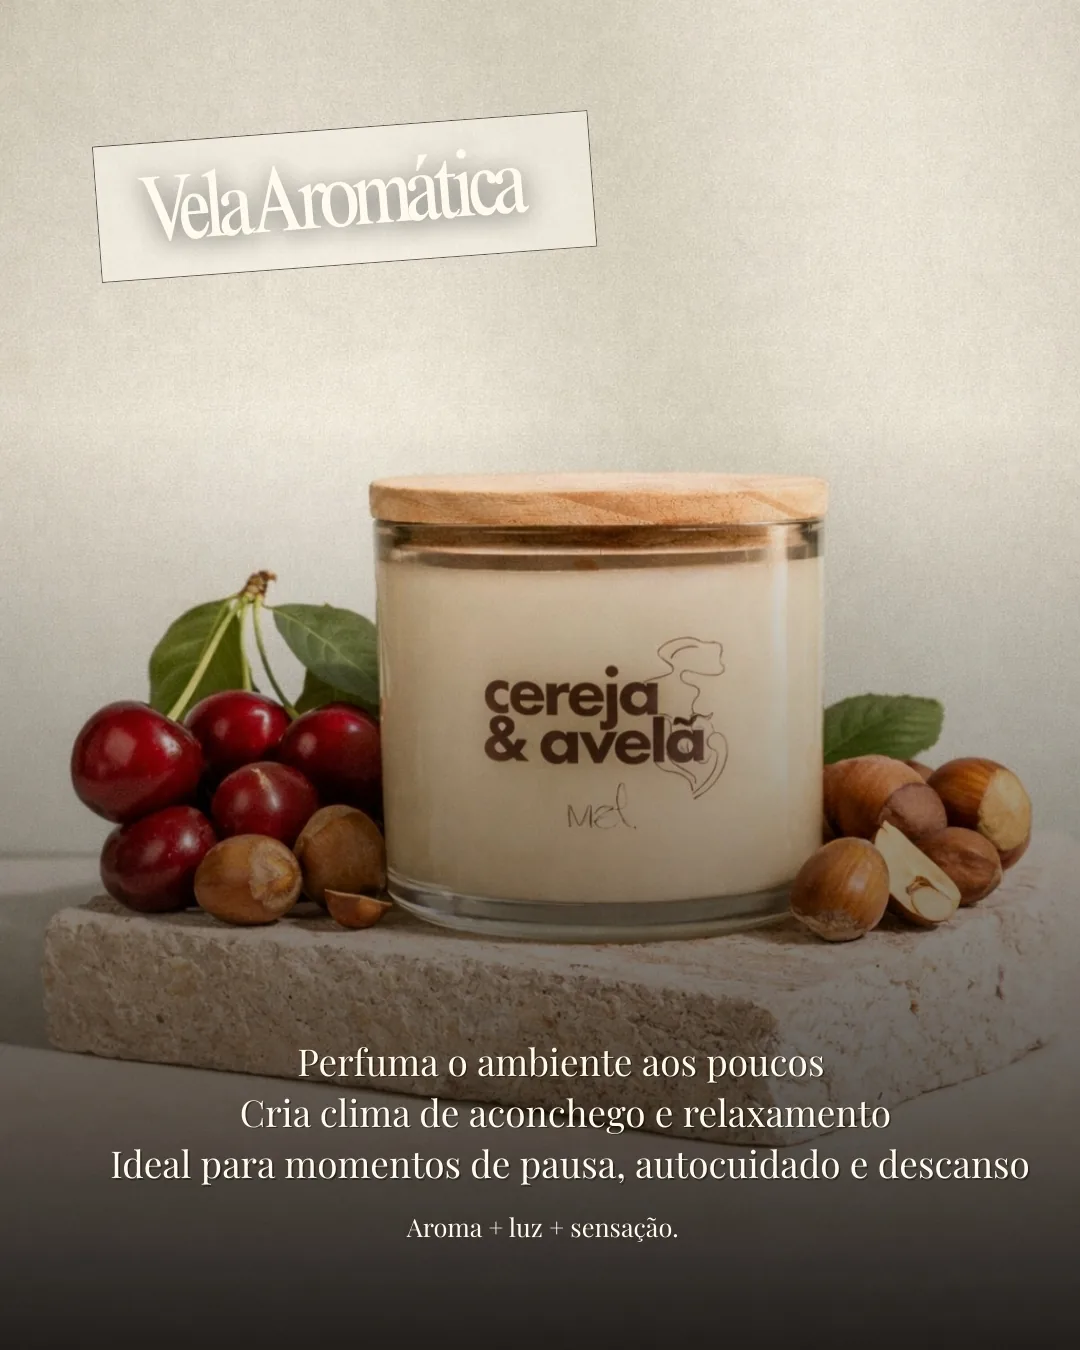 Vela Aromática
cereja
& avelã
Mel.
Perfuma o ambiente aos poucos
Cria clima de aconchego e relaxamento
Ideal para momentos de pausa, autocuidado e descanso
Aroma + luz + sensação.